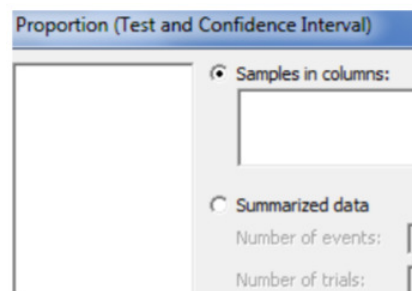 Proportion (Test and Confidence Interval)
Samples in columns:
Summarized data
Number of events:
Number of trials: